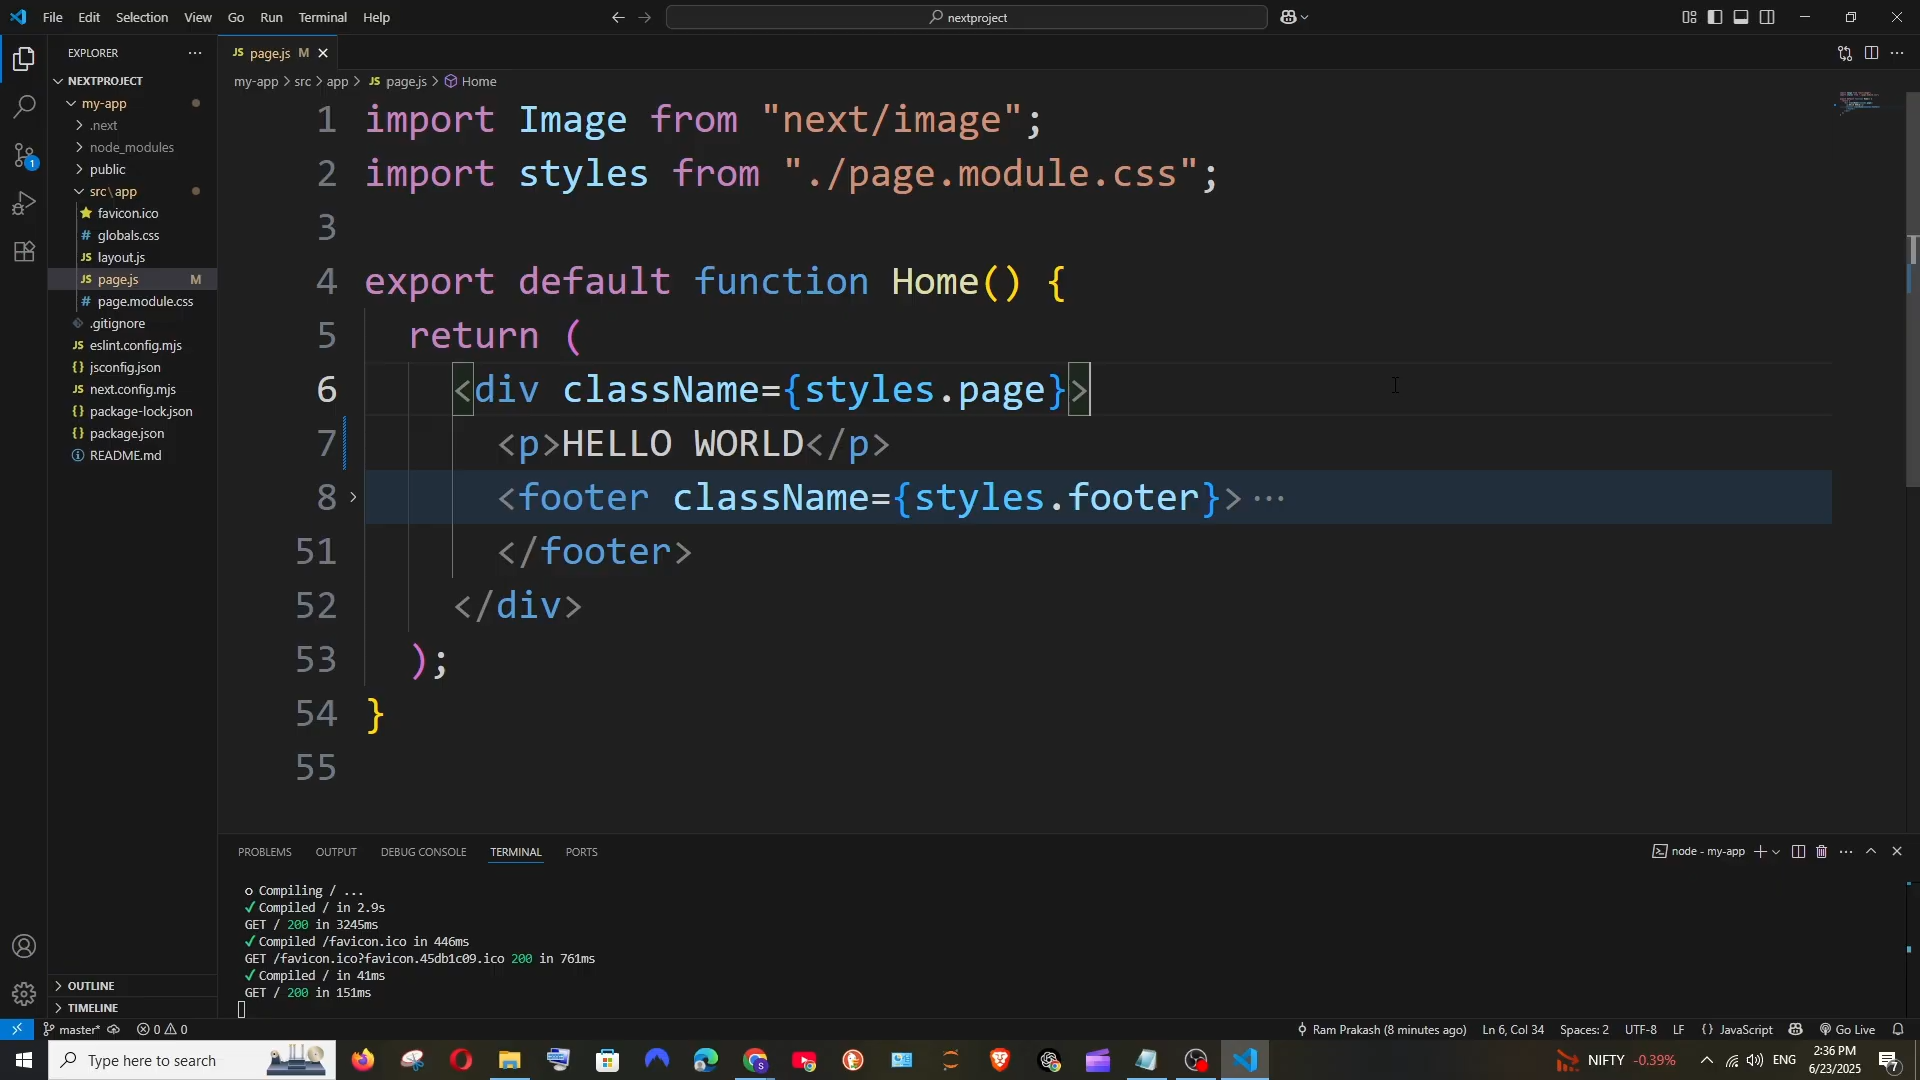 File Edit Selection View Go Run Terminal Help
nextproject
EXPLORER
NEXTPROJECT
my-app
.next
node_modules
public
src\app
favicon.ico
globals.css
layout.js
page.js M
page.module.css
.gitignore
eslint.config.mjs
jsconfig.json
next.config.mjs
package-lock.json
package.json
README.md
OUTLINE
TIMELINE
1
JS page.js M
my-app > src > app > JS page.js > Home
1 import Image from "next/image";
2 import styles from "./page.module.css";
3
4 export default function Home() {
5 return (
6 <div className={styles.page}>
7 <p>HELLO WORLD</p>
8 <footer className={styles.footer}> ...
51 </footer>
52 </div>
53 );
54 }
55
PROBLEMS OUTPUT DEBUG CONSOLE TERMINAL PORTS
node - my-app
○ Compiling / ...
✓ Compiled / in 2.9s
GET / 200 in 3245ms
✓ Compiled /favicon.ico in 446ms
GET /favicon.ico?favicon.45db1c09.ico 200 in 761ms
✓ Compiled / in 41ms
GET / 200 in 151ms
master* 0 0
Ram Prakash (8 minutes ago) Ln 6, Col 34 Spaces: 2 UTF-8 LF {} JavaScript Go Live
Type here to search
NIFTY -0.39%
ENG
2:36 PM
6/23/2025
7